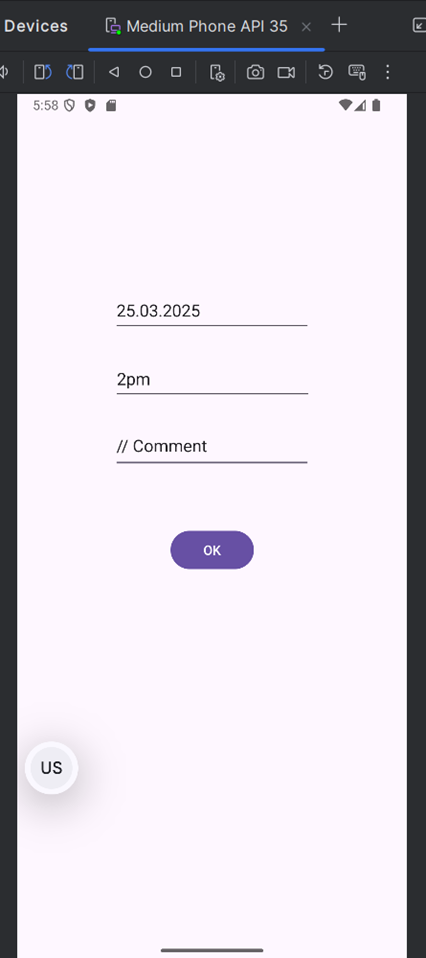 Devices
Medium Phone API 35
5:58
25.03.2025
2pm
// Comment
OK
US